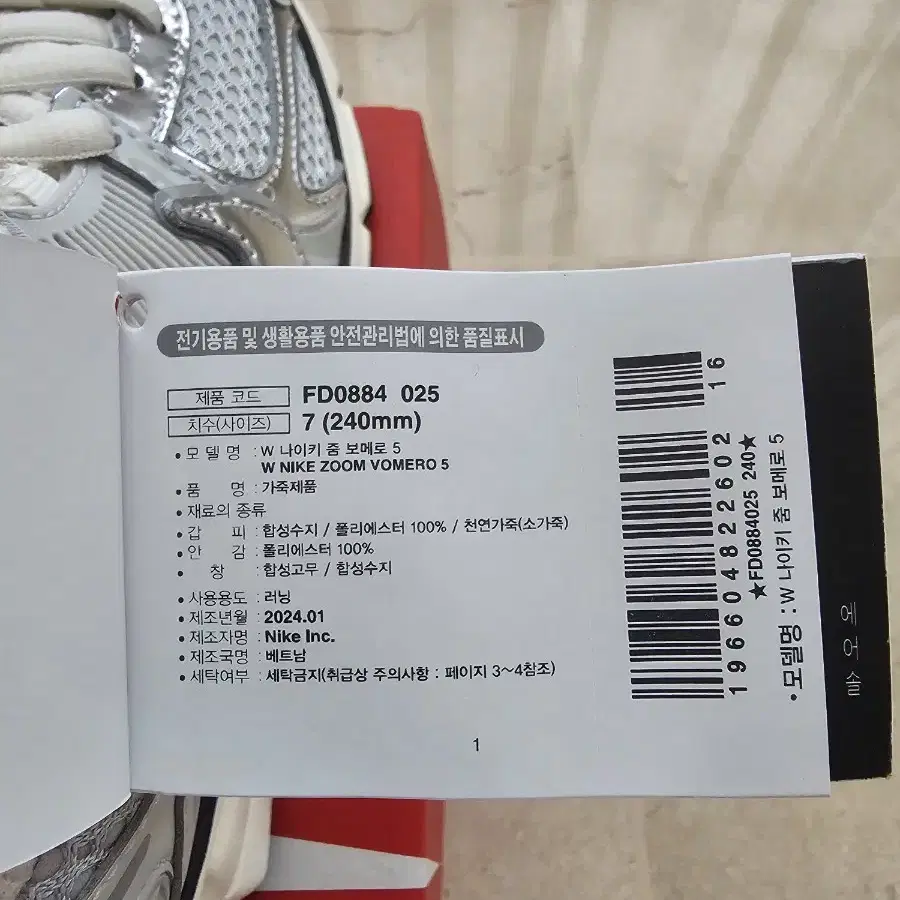 전기용품 및 생활용품 안전관리법에 의한 품질표시
제품 코드 FD0884 025
치수(사이즈) 7 (240mm)
• 모 델 명 : W 나이키 줌 보메로 5
W NIKE ZOOM VOMERO 5
• 품 명 : 가죽제품
• 재료의 종류
• 갑 피 : 합성수지 / 폴리에스터 100% / 천연가죽(소가죽)
• 안 감 : 폴리에스터 100%
• 창 : 합성고무 / 합성수지
• 사용용도 : 러닝
• 제조년월 : 2024.01
• 제조자명 : Nike Inc.
• 제조국명 : 베트남
• 세탁여부 : 세탁금지(취급상 주의사항 : 페이지 3~4참조)
1
196604822602 16
★FD0884025 240★
• 모델명 : W 나이키 줌 보메로 5
에어솔